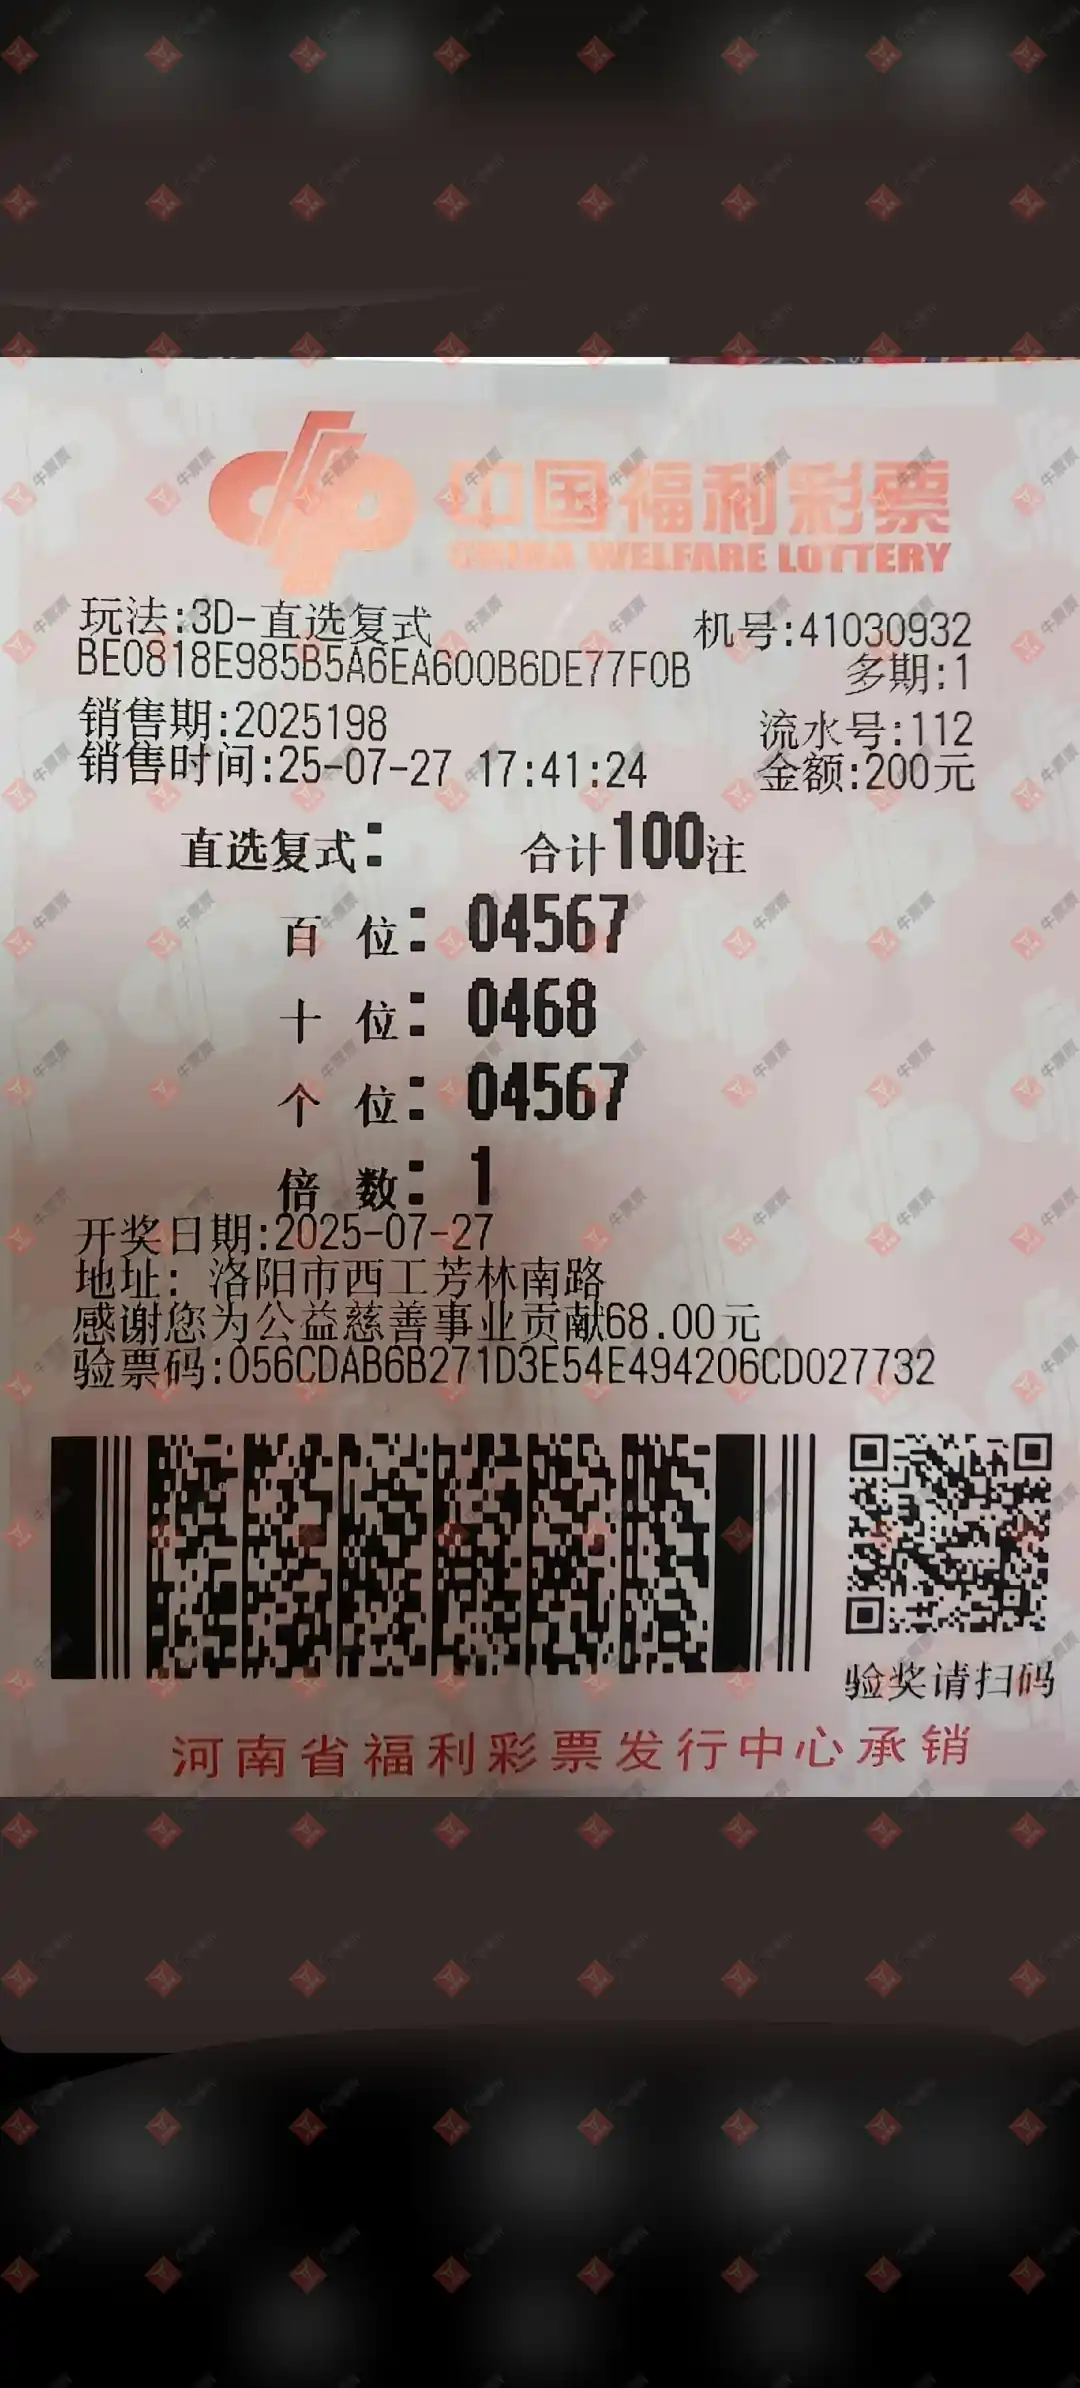 中国福利彩票
CHINA WELFARE LOTTERY
玩法:3D-直选复式 机号:41030932
BE0818E985B5A6EA600B6DE77F0B 多期:1
销售期:2025198 流水号:112
销售时间:25-07-27 17:41:24 金额:200元
直选复式: 合计100注
百 位: 04567
十 位: 0468
个 位: 04567
倍 数: 1
开奖日期:2025-07-27
地址: 洛阳市西工芳林南路
感谢您为公益慈善事业贡献68.00元
验票码:056CDAB6B271D3E54E494206CD027732
验奖请扫码
河南省福利彩票发行中心承销
牛票票